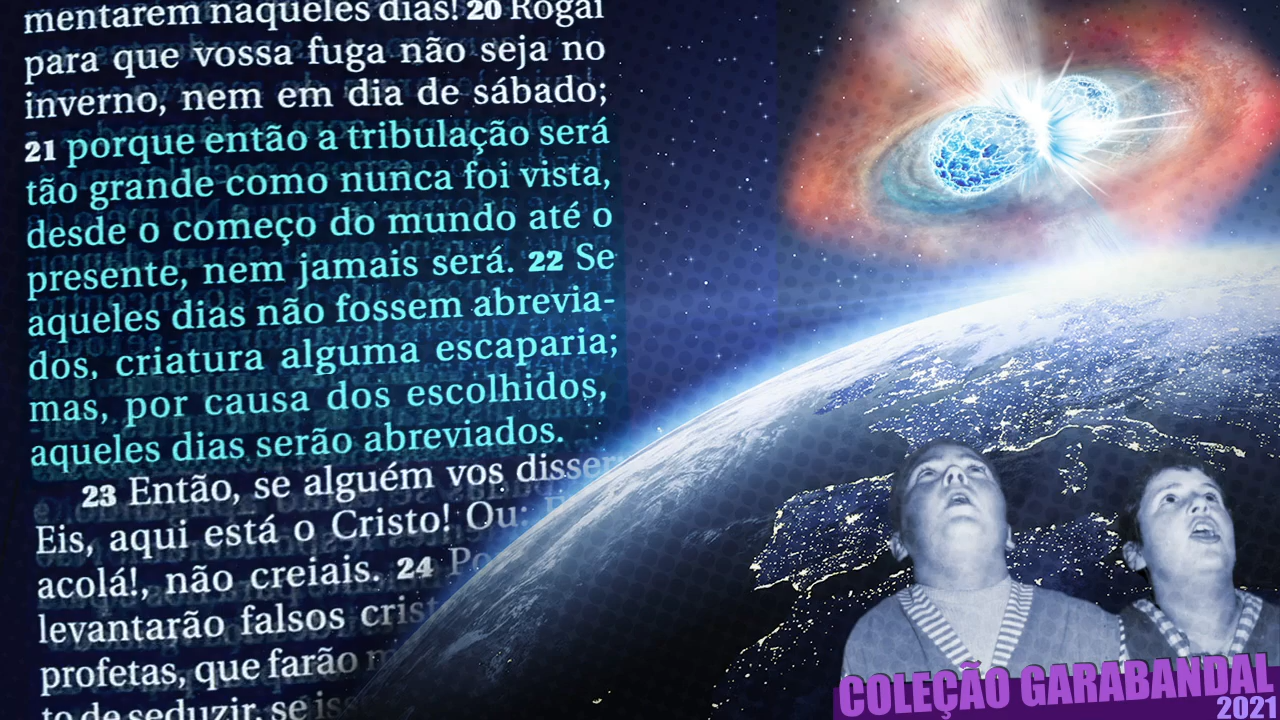 mentarem naqueles dias! 20 Rogai
para que vossa fuga não seja no
inverno, nem em dia de sábado;
21 porque então a tribulação será
tão grande como nunca foi vista,
desde o começo do mundo até o
presente, nem jamais será. 22 Se
aqueles dias não fossem abrevia-
dos, criatura alguma escaparia;
mas, por causa dos escolhidos,
aqueles dias serão abreviados.
23 Então, se alguém vos disser
Eis, aqui está o Cristo! Ou:
acolá!, não creiais. 24
levantarão falsos
profetas, que farão
to de seduzir, se
COLEÇÃO GARABANDAL
2021